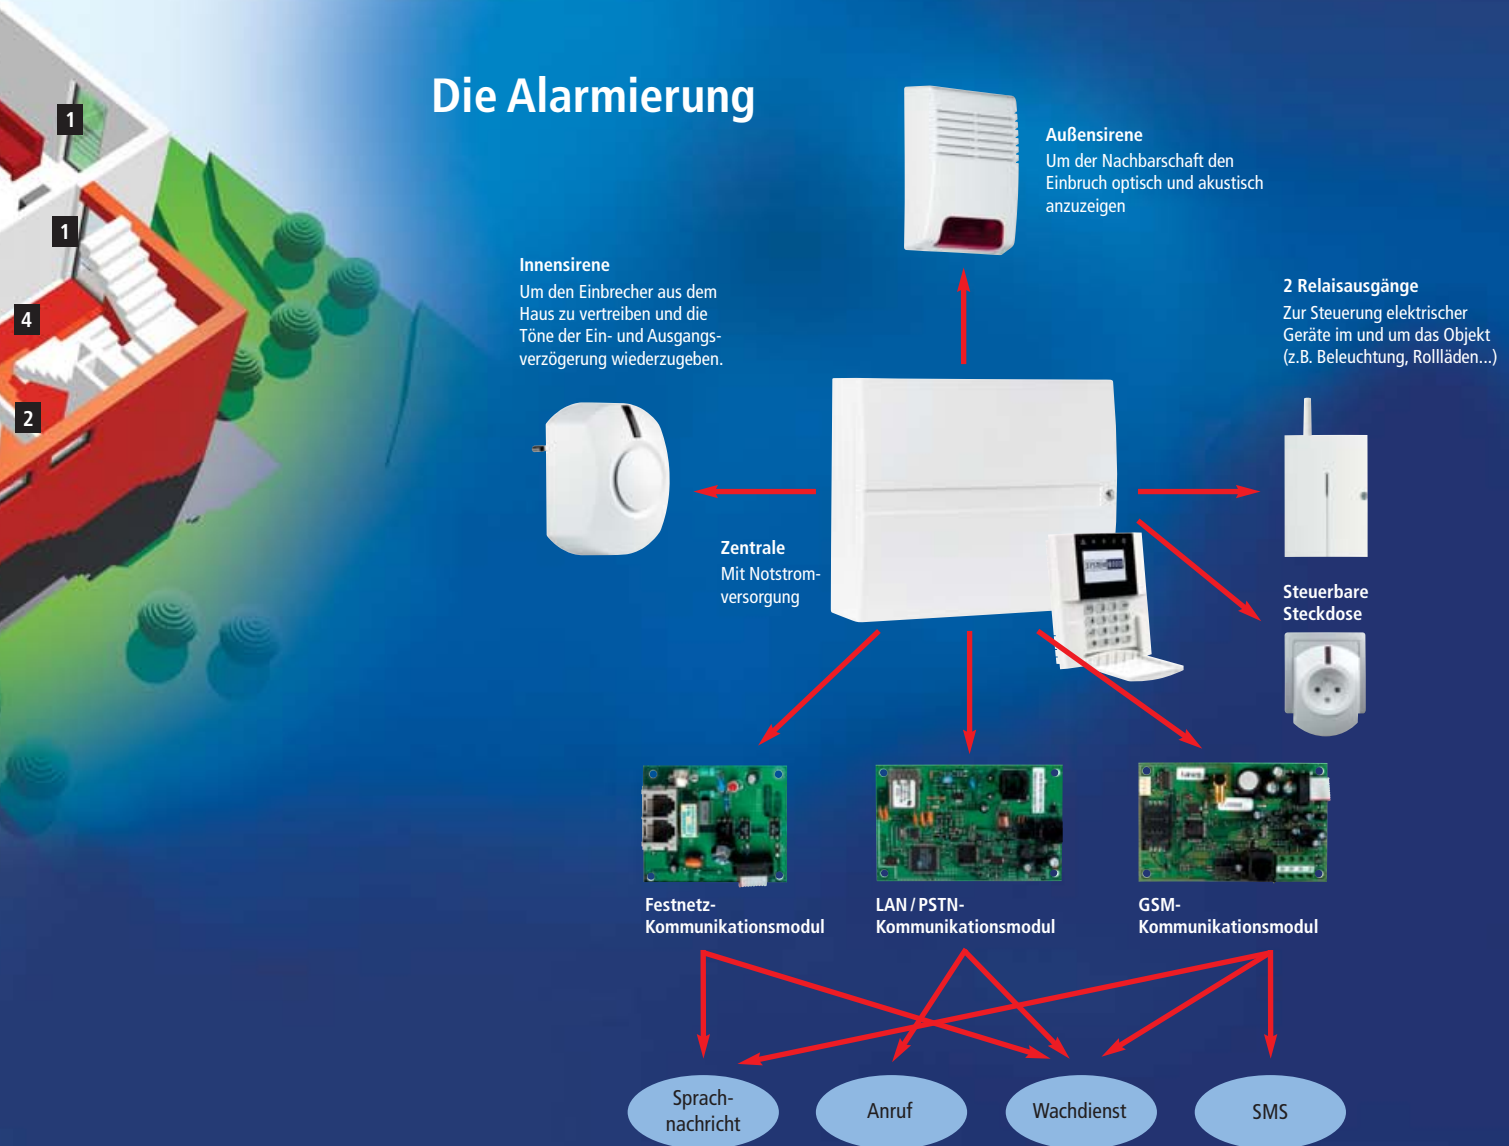 Die Alarmierung
1
1
4
2
Außensirene
Um der Nachbarschaft den
Einbruch optisch und akustisch
anzuzeigen
Innensirene
Um den Einbrecher aus dem
Haus zu vertreiben und die
Töne der Ein- und Ausgangs-
verzögerung wiederzugeben.
2 Relaisausgänge
Zur Steuerung elektrischer
Geräte im und um das Objekt
(z.B. Beleuchtung, Rollläden...)
Zentrale
Mit Notstrom-
versorgung
Steuerbare
Steckdose
Festnetz-
Kommunikationsmodul
LAN / PSTN-
Kommunikationsmodul
GSM-
Kommunikationsmodul
Sprach-
nachricht
Anruf
Wachdienst
SMS